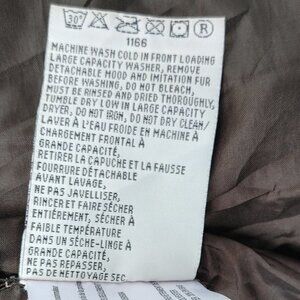 30°
R
1166
MACHINE WASH COLD IN FRONT LOADING
LARGE CAPACITY WASHER, REMOVE
DETACHABLE MOOD AND IMITATION FUR
BEFORE WASHING, DO NOT BLEACH,
MUST BE RINSED AND DRIED THOROUGHLY,
TUMBLE DRY LOW IN LARGE CAPACITY
DRYER, DO NOT IRON, DO NOT DRY CLEAN/
LAVER À L'EAU FROIDE EN MACHINE À
CHARGEMENT FRONTAL À
GRANDE CAPACITÉ,
RETIRER LA CAPUCHE ET LA FAUSSE
FOURRURE DÉTACHABLE
AVANT LAVAGE,
NE PAS JAVELLISER,
RINCER ET FAIRE SÉCHER
ENTIÈREMENT, SÉCHER À
FAIBLE TEMPÉRATURE
DANS UN SÈCHE-LINGE À
GRANDE CAPACITÉ,
NE PAS REPASSER,
PAS DE NETTOYAGE SEC